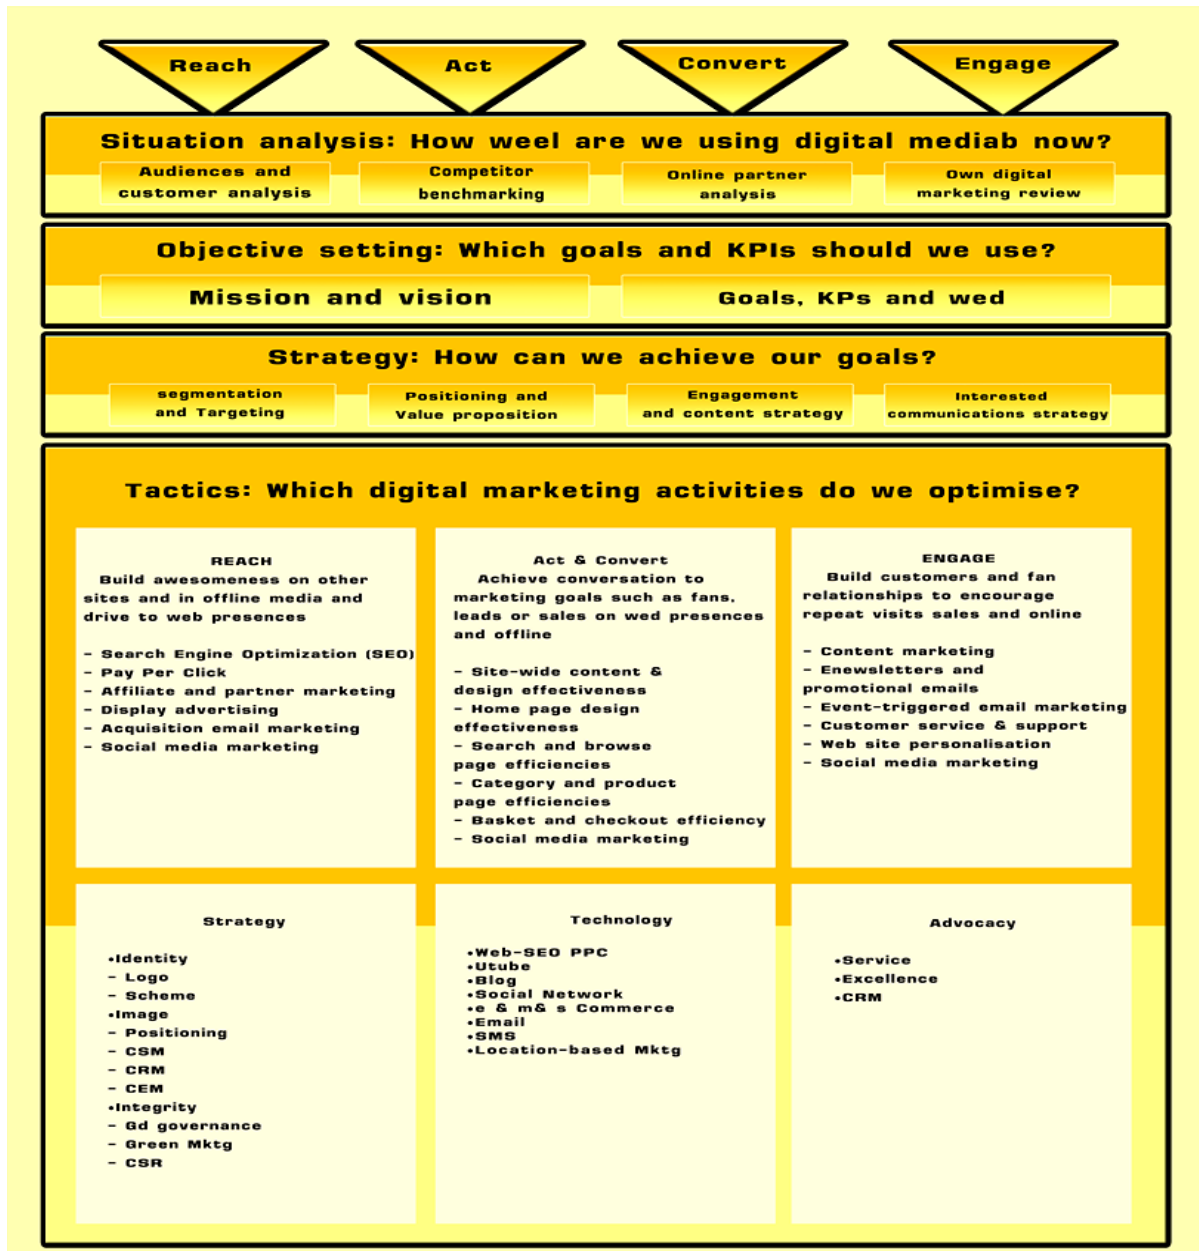 Reach
Act
Convert
Engage
Situation analysis: How weel are we using digital mediab now?
Audiences and
customer analysis
Competitor
benchmarking
Online partner
analysis
Own digital
marketing review
Objective setting: Which goals and KPIs should we use?
Mission and vision
Goals, KPs and wed
Strategy: How can we achieve our goals?
segmentation
and Targeting
Positioning and
Value proposition
Engagement
and content strategy
Interested
communications strategy
Tactics: Which digital marketing activities do we optimise?
REACH
Build awesomeness on other
sites and in offline media and
drive to web presences
- Search Engine Optimization (SEO)
- Pay Per Click
- Affiliate and partner marketing
- Display advertising
- Acquisition email marketing
- Social media marketing
Act & Convert
Achieve conversation to
marketing goals such as fans,
leads or sales on wed presences
and offline
- Site-wide content &
design effectiveness
- Home page design
effectiveness
- Search and browse
page efficiencies
- Category and product
page efficiencies
- Basket and checkout efficiency
- Social media marketing
ENGAGE
Build customers and fan
relationships to encourage
repeat visits sales and online
- Content marketing
- Enewsletters and
promotional emails
- Event-triggered email marketing
- Customer service & support
- Web site personalisation
- Social media marketing
Strategy
•Identity
- Logo
- Scheme
•Image
- Positioning
- CSM
- CRM
- CEM
•Integrity
- Gd governance
- Green Mktg
- CSR
Technology
•Web-SEO PPC
•Utube
•Blog
•Social Network
•e & m& s Commerce
•Email
•SMS
•Location-based Mktg
Advocacy
•Service
•Excellence
•CRM